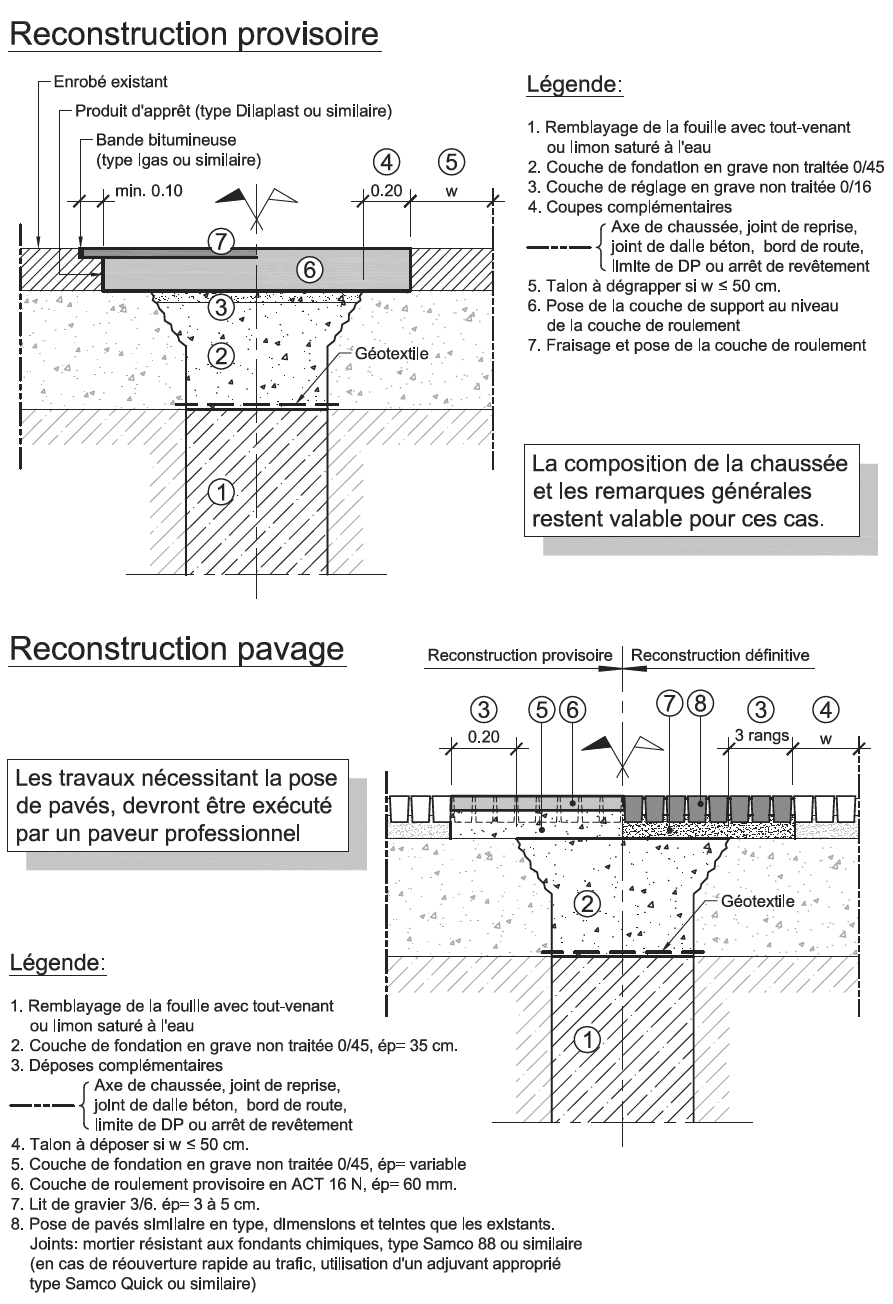 Reconstruction provisoire
Enrobé existant
Produit d'apprêt (type Dilaplast ou similaire)
Bande bitumineuse
(type Igas ou similaire)
min. 0.10
4
0.20
5
w
7
6
3
2
Géotextile
1
Légende:
1. Remblayage de la fouille avec tout-venant
ou limon saturé à l'eau
2. Couche de fondation en grave non traitée 0/45
3. Couche de réglage en grave non traitée 0/16
4. Coupes complémentaires
Axe de chaussée, joint de reprise,
joint de dalle béton, bord de route,
limite de DP ou arrêt de revêtement
5. Talon à dégrapper si w ≤ 50 cm.
6. Pose de la couche de support au niveau
de la couche de roulement
7. Fraisage et pose de la couche de roulement
La composition de la chaussée
et les remarques générales
restent valable pour ces cas.
Reconstruction pavage
Reconstruction provisoire
Reconstruction définitive
3
0.20
5
6
7
8
3
3 rangs
4
w
2
Géotextile
1
Les travaux nécessitant la pose
de pavés, devront être exécuté
par un paveur professionnel
Légende:
1. Remblayage de la fouille avec tout-venant
ou limon saturé à l'eau
2. Couche de fondation en grave non traitée 0/45, ép= 35 cm.
3. Déposes complémentaires
Axe de chaussée, joint de reprise,
joint de dalle béton, bord de route,
limite de DP ou arrêt de revêtement
4. Talon à déposer si w ≤ 50 cm.
5. Couche de fondation en grave non traitée 0/45, ép= variable
6. Couche de roulement provisoire en ACT 16 N, ép= 60 mm.
7. Lit de gravier 3/6. ép= 3 à 5 cm.
8. Pose de pavés similaire en type, dimensions et teintes que les existants.
Joints: mortier résistant aux fondants chimiques, type Samco 88 ou similaire
(en cas de réouverture rapide au trafic, utilisation d'un adjuvant approprié
type Samco Quick ou similaire)